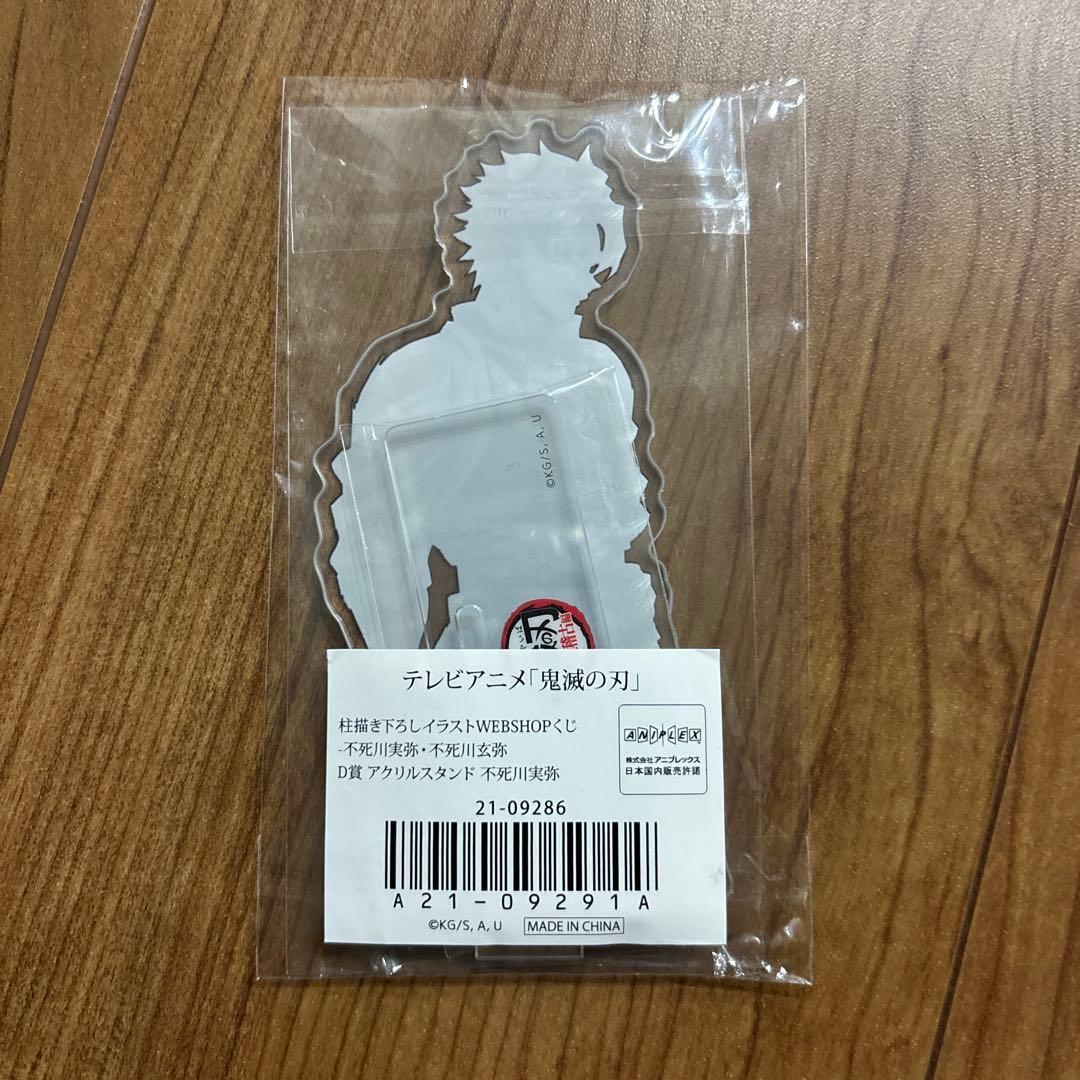 ©KG/S, A, U
テレビアニメ「鬼滅の刃」
柱描き下ろしイラストWEBSHOPくじ
-不死川実弥・不死川玄弥
D賞 アクリルスタンド 不死川実弥
ANIPLEX
株式会社アニプレックス
日本国内販売許諾
21-09286
A21-09291A
©KG/S, A, U
MADE IN CHINA